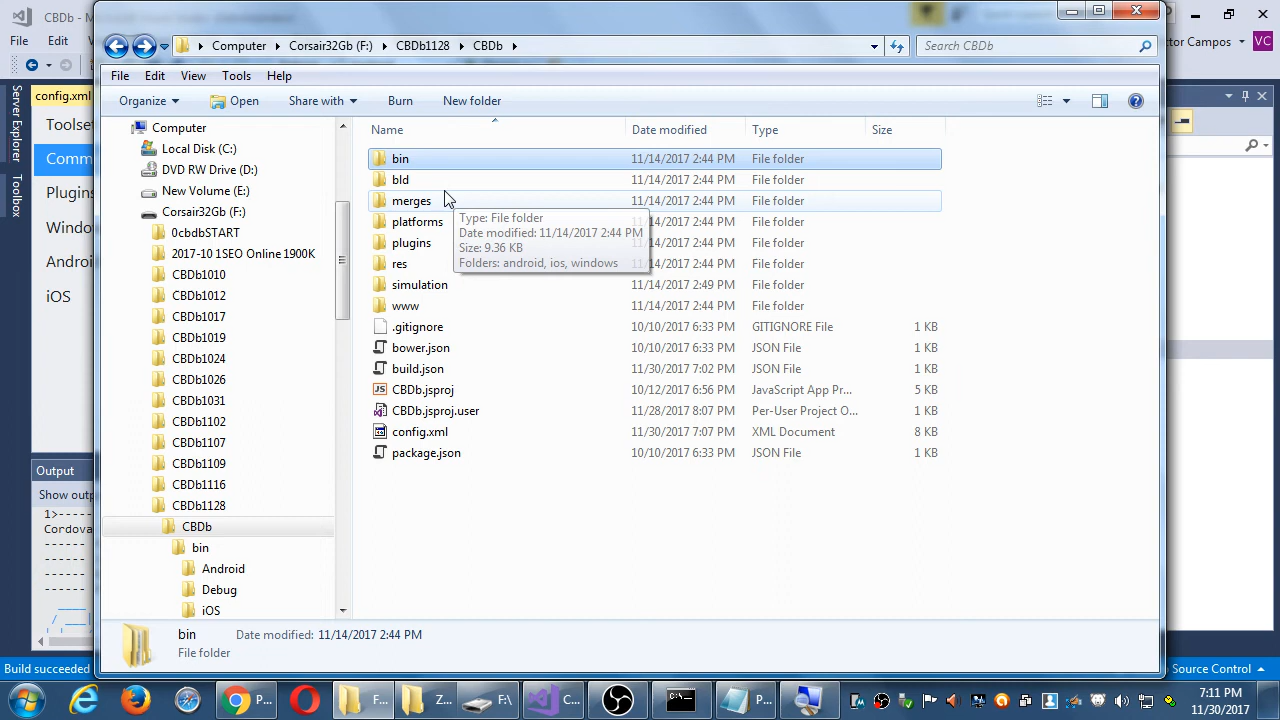 CBDb - M
ctor Campos
VC
File Edit
config.xml
Server Explorer
Toolbox
Toolset
Comm
Plugins
Windo
Androi
iOS
Output
Show outp
1>-----
Cordova
Build succeeded
Source Control
Computer Corsair32Gb (F:) CBDb1128 CBDb
Search CBDb
File Edit View Tools Help
Organize Open Share with Burn New folder
Computer
Local Disk (C:)
DVD RW Drive (D:)
New Volume (E:)
Corsair32Gb (F:)
0cbdbSTART
2017-10 1SEO Online 1900K
CBDb1010
CBDb1012
CBDb1017
CBDb1019
CBDb1024
CBDb1026
CBDb1031
CBDb1102
CBDb1107
CBDb1109
CBDb1116
CBDb1128
CBDb
bin
Android
Debug
iOS
Name Date modified Type Size
bin 11/14/2017 2:44 PM File folder
bld 11/14/2017 2:44 PM File folder
merges 11/14/2017 2:44 PM File folder
platforms 11/14/2017 2:44 PM File folder
plugins 11/14/2017 2:44 PM File folder
res 11/14/2017 2:44 PM File folder
simulation 11/14/2017 2:49 PM File folder
www 11/14/2017 2:44 PM File folder
.gitignore 10/10/2017 6:33 PM GITIGNORE File 1 KB
bower.json 10/10/2017 6:33 PM JSON File 1 KB
build.json 11/30/2017 7:02 PM JSON File 1 KB
CBDb.jsproj 10/12/2017 6:56 PM JavaScript App Pr... 5 KB
CBDb.jsproj.user 11/28/2017 8:07 PM Per-User Project O... 1 KB
config.xml 11/30/2017 7:07 PM XML Document 8 KB
package.json 10/10/2017 6:33 PM JSON File 1 KB
Type: File folder
Date modified: 11/14/2017 2:44 PM
Size: 9.36 KB
Folders: android, ios, windows
bin Date modified: 11/14/2017 2:44 PM
File folder
P... F... Z... F:\ C... P...
7:11 PM
11/30/2017